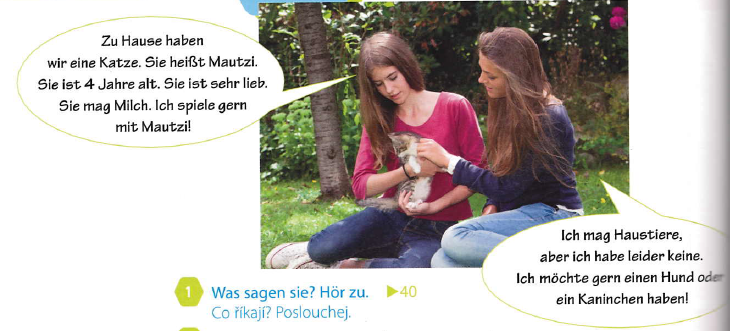 Zu Hause haben
wir eine Katze. Sie heißt Mautzi.
Sie ist 4 Jahre alt. Sie ist sehr lieb.
Sie mag Milch. Ich spiele gern
mit Mautzi!
Ich mag Haustiere,
aber ich habe leider keine.
Ich möchte gern einen Hund oder
ein Kaninchen haben!
1 Was sagen sie? Hör zu. ▶40
Co říkají? Poslouchej.